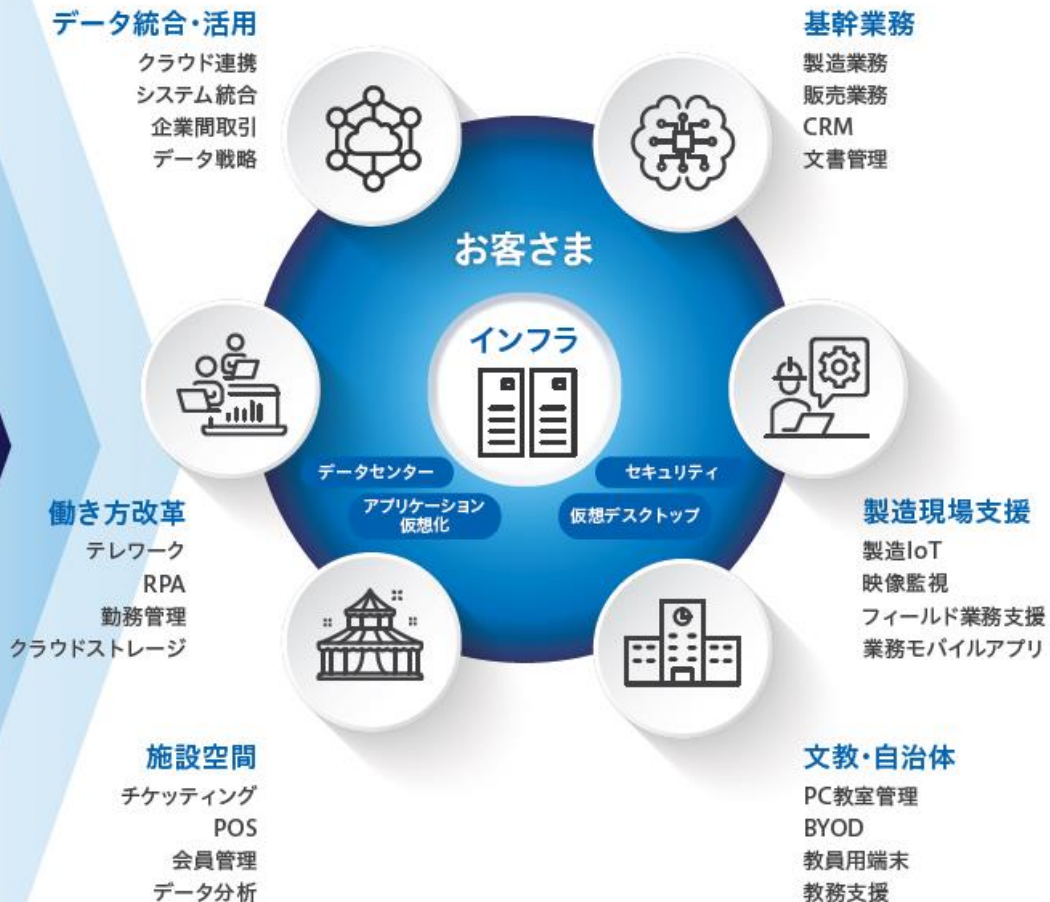 データ統合・活用
クラウド連携
システム統合
企業間取引
データ戦略
基幹業務
製造業務
販売業務
CRM
文書管理
お客さま
インフラ
データセンター
セキュリティ
アプリケーション
仮想化
仮想デスクトップ
働き方改革
テレワーク
RPA
勤務管理
クラウドストレージ
製造現場支援
製造IoT
映像監視
フィールド業務支援
業務モバイルアプリ
施設空間
チケッティング
POS
会員管理
データ分析
文教・自治体
PC教室管理
BYOD
教員用端末
教務支援